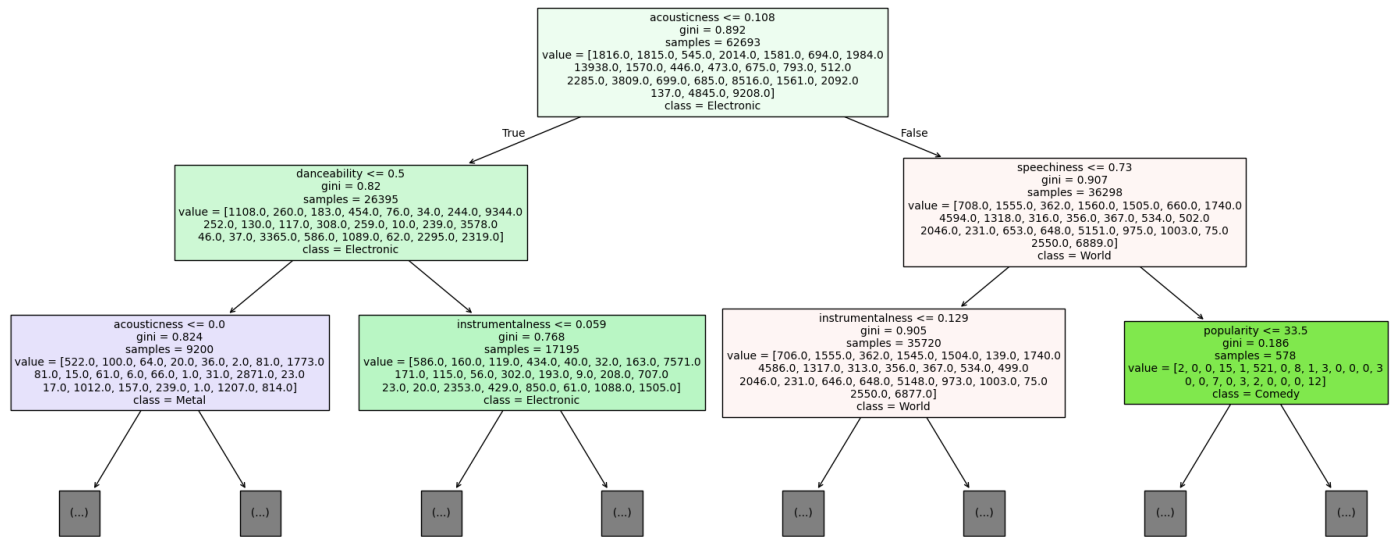 acousticness <= 0.108
gini = 0.892
samples = 62693
value = [1816.0, 1815.0, 545.0, 2014.0, 1581.0, 694.0, 1984.0
13938.0, 1570.0, 446.0, 473.0, 675.0, 793.0, 512.0
2285.0, 3809.0, 699.0, 685.0, 8516.0, 1561.0, 2092.0
137.0, 4845.0, 9208.0]
class = Electronic
True
False
danceability <= 0.5
gini = 0.82
samples = 26395
value = [1108.0, 260.0, 183.0, 454.0, 76.0, 34.0, 244.0, 9344.0
252.0, 130.0, 117.0, 308.0, 259.0, 10.0, 239.0, 3578.0
46.0, 37.0, 3365.0, 586.0, 1089.0, 62.0, 2295.0, 2319.0]
class = Electronic
speechiness <= 0.73
gini = 0.907
samples = 36298
value = [708.0, 1555.0, 362.0, 1560.0, 1505.0, 660.0, 1740.0
4594.0, 1318.0, 316.0, 356.0, 367.0, 534.0, 502.0
2046.0, 231.0, 653.0, 648.0, 5151.0, 975.0, 1003.0, 75.0
2550.0, 6889.0]
class = World
acousticness <= 0.0
gini = 0.824
samples = 9200
value = [522.0, 100.0, 64.0, 20.0, 36.0, 2.0, 81.0, 1773.0
81.0, 15.0, 61.0, 6.0, 66.0, 1.0, 31.0, 2871.0, 23.0
17.0, 1012.0, 157.0, 239.0, 1.0, 1207.0, 814.0]
class = Metal
instrumentalness <= 0.059
gini = 0.768
samples = 17195
value = [586.0, 160.0, 119.0, 434.0, 40.0, 32.0, 163.0, 7571.0
171.0, 115.0, 56.0, 302.0, 193.0, 9.0, 208.0, 707.0
23.0, 20.0, 2353.0, 429.0, 850.0, 61.0, 1088.0, 1505.0]
class = Electronic
instrumentalness <= 0.129
gini = 0.905
samples = 35720
value = [706.0, 1555.0, 362.0, 1545.0, 1504.0, 139.0, 1740.0
4586.0, 1317.0, 313.0, 356.0, 367.0, 534.0, 499.0
2046.0, 231.0, 646.0, 648.0, 5148.0, 973.0, 1003.0, 75.0
2550.0, 6877.0]
class = World
popularity <= 33.5
gini = 0.186
samples = 578
value = [2, 0, 0, 15, 1, 521, 0, 8, 1, 3, 0, 0, 0, 3
0, 0, 7, 0, 3, 2, 0, 0, 0, 12]
class = Comedy
(...)
(...)
(...)
(...)
(...)
(...)
(...)
(...)